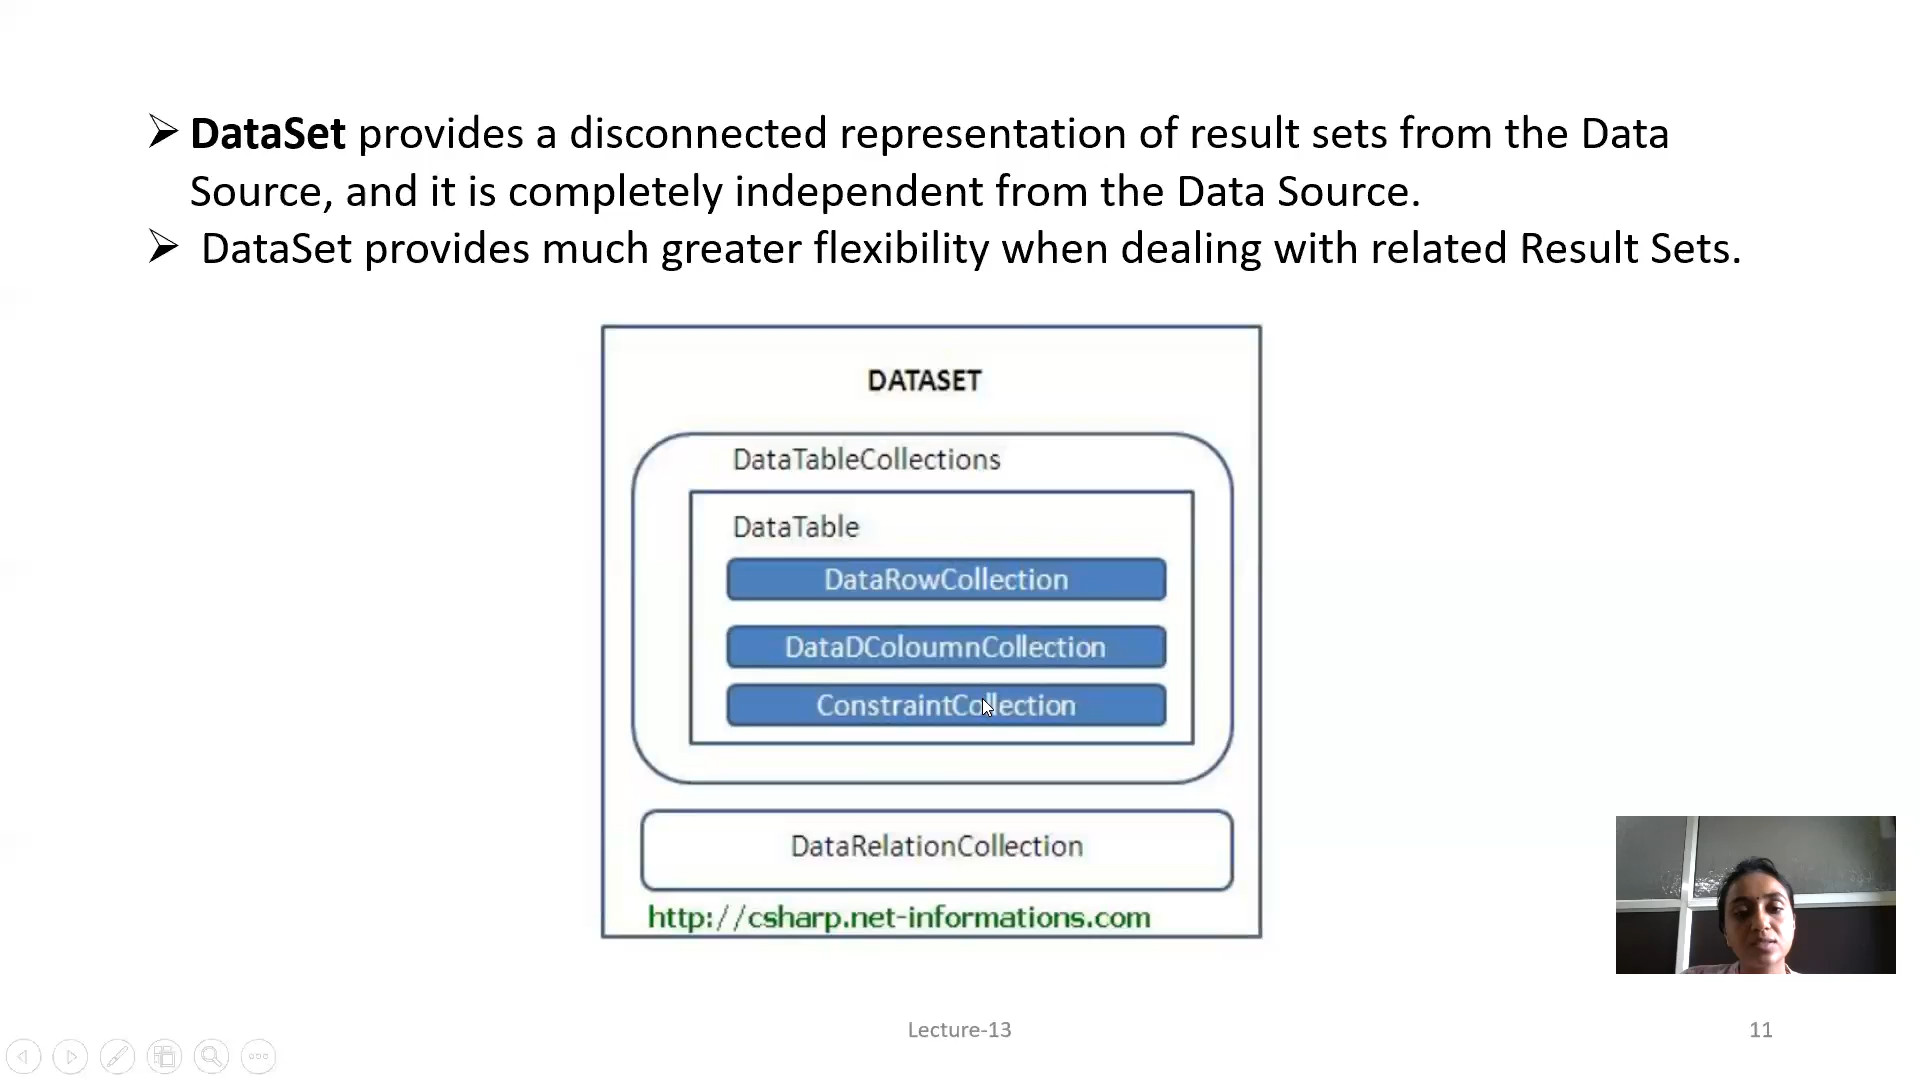 DataSet provides a disconnected representation of result sets from the Data
Source, and it is completely independent from the Data Source.
DataSet provides much greater flexibility when dealing with related Result Sets.
DATASET
DataTableCollections
DataTable
DataRowCollection
DataDColoumnCollection
ConstraintCollection
DataRelationCollection
http://csharp.net-informations.com
Lecture-13
11